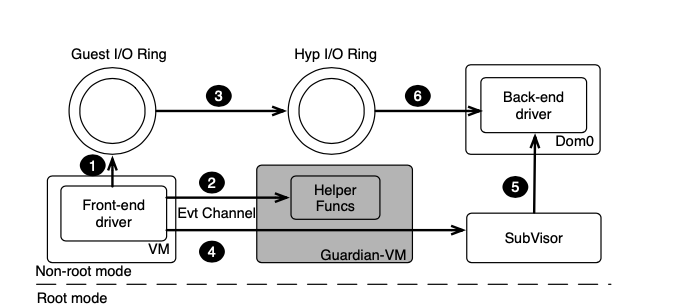 Guest I/O Ring
Hyp I/O Ring
3
6
Back-end
driver
Dom0
1
2
Helper
Funcs
5
Front-end
driver
Evt Channel
VM
4
Guardian-VM
SubVisor
Non-root mode
Root mode